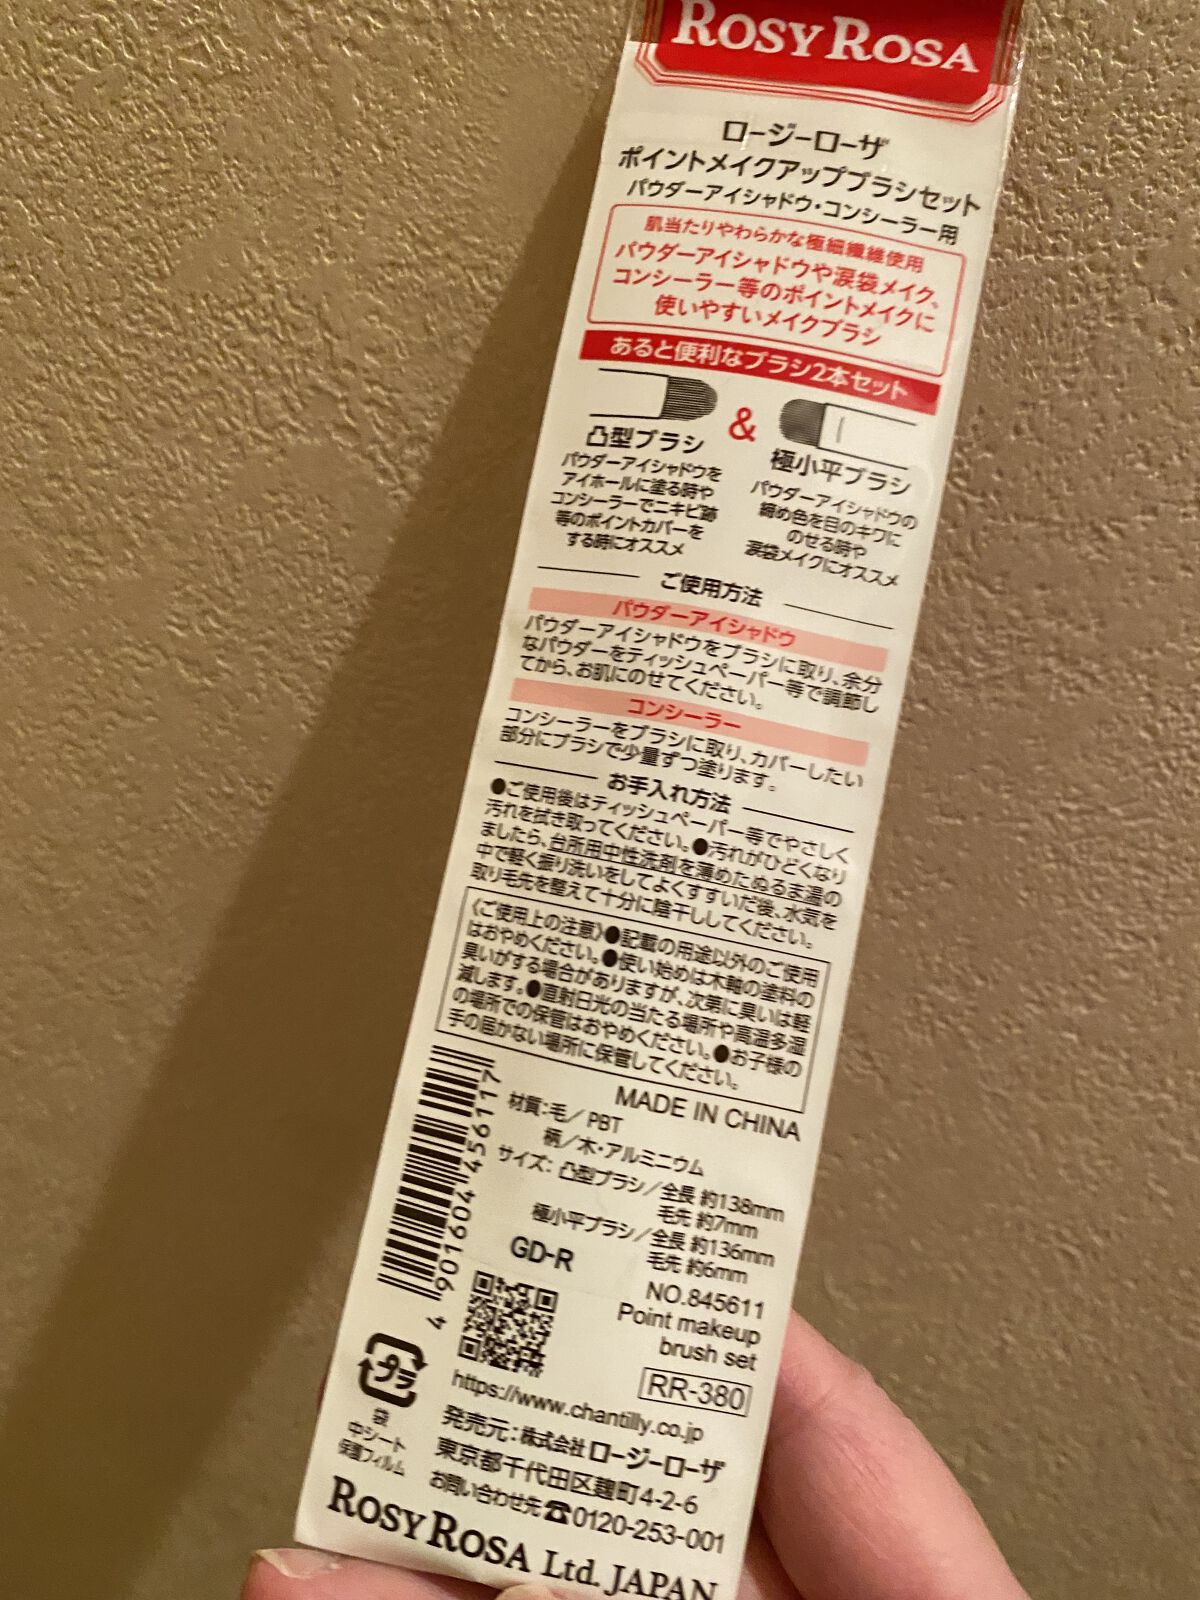 ROSY ROSA
ロージーローザ
ポイントメイクアップブラシセット
パウダーアイシャドウ・コンシーラー用
肌当たりやわらかな極細繊維使用
パウダーアイシャドウや涙袋メイク、
コンシーラー等のポイントメイクに
使いやすいメイクブラシ
あると便利なブラシ2本セット
&
凸型ブラシ
パウダーアイシャドウを
アイホールに塗る時や
コンシーラーでニキビ跡
等のポイントカバーを
する時にオススメ
極小平ブラシ
パウダーアイシャドウの
締め色を目のキワに
のせる時や
涙袋メイクにオススメ
ご使用方法
パウダーアイシャドウ
パウダーアイシャドウをブラシに取り、余分
なパウダーをティッシュペーパー等で調節し
てから、お肌にのせてください。
コンシーラー
コンシーラーをブラシに取り、カバーしたい
部分にブラシで少量ずつ塗ります。
お手入れ方法
●ご使用後はティッシュペーパー等でやさしく
汚れを拭き取ってください。●汚れがひどくなり
ましたら、台所用中性洗剤を薄めたぬるま湯の
中で軽く振り洗いをしてよくすすいだ後、水気を
取り毛先を整えて十分に陰干ししてください。
〈ご使用上の注意〉●記載の用途以外のご使用
はおやめください。●使い始めは木軸の塗料の
臭いがする場合がありますが、次第に臭いは軽
減します。●直射日光の当たる場所や高温多湿
の場所での保管はおやめください。●お子様の
手の届かない場所に保管してください。
MADE IN CHINA
材質:毛/PBT
柄/木・アルミニウム
サイズ:凸型ブラシ/全長 約138mm
毛先 約7mm
極小平ブラシ/全長 約136mm
毛先 約6mm
4 901604 456117
GD-R
NO.845611
Point makeup
brush set
RR-380
プラ
袋
中シート
保護フィルム
https://www.chantilly.co.jp
発売元:株式会社ロージーローザ
東京都千代田区麹町4-2-6
お問い合わせ先☎0120-253-001
ROSY ROSA Ltd. JAPAN